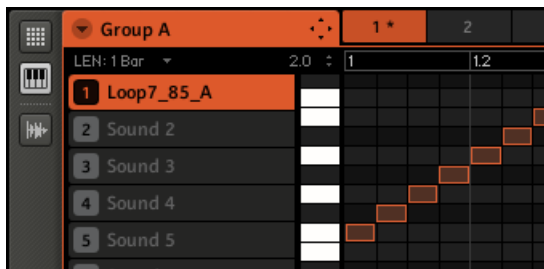 Group A 1* 2
LEN: 1 Bar 2.0 1 1.2
1 Loop7_85_A
2 Sound 2
3 Sound 3
4 Sound 4
5 Sound 5